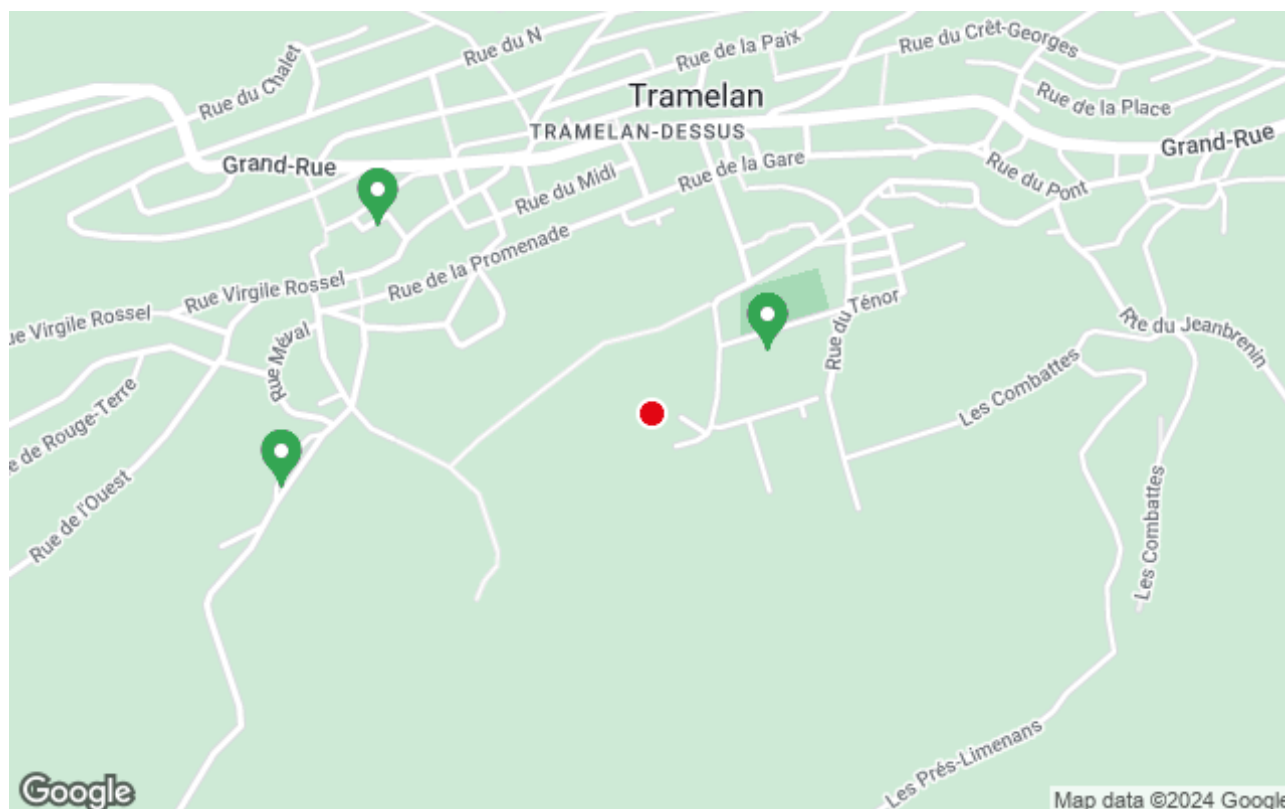 Rue du N
Rue de la Paix
Rue du Crêt-Georges
Rue du Chalet
Tramelan
Rue de la Place
TRAMELAN-DESSUS
Grand-Rue
Grand-Rue
Rue de la Gare
Rue du Midi
Rue du Pont
Rue de la Promenade
Rue Virgile Rossel
ue Virgile Rossel
Rue du Ténor
Rte du Jeanbrenin
Rue Méval
Les Combattes
e de Rouge-Terre
Rue de l'Ouest
Les Combattes
Les Prés-Limenans
Google
Map data ©2024 Google